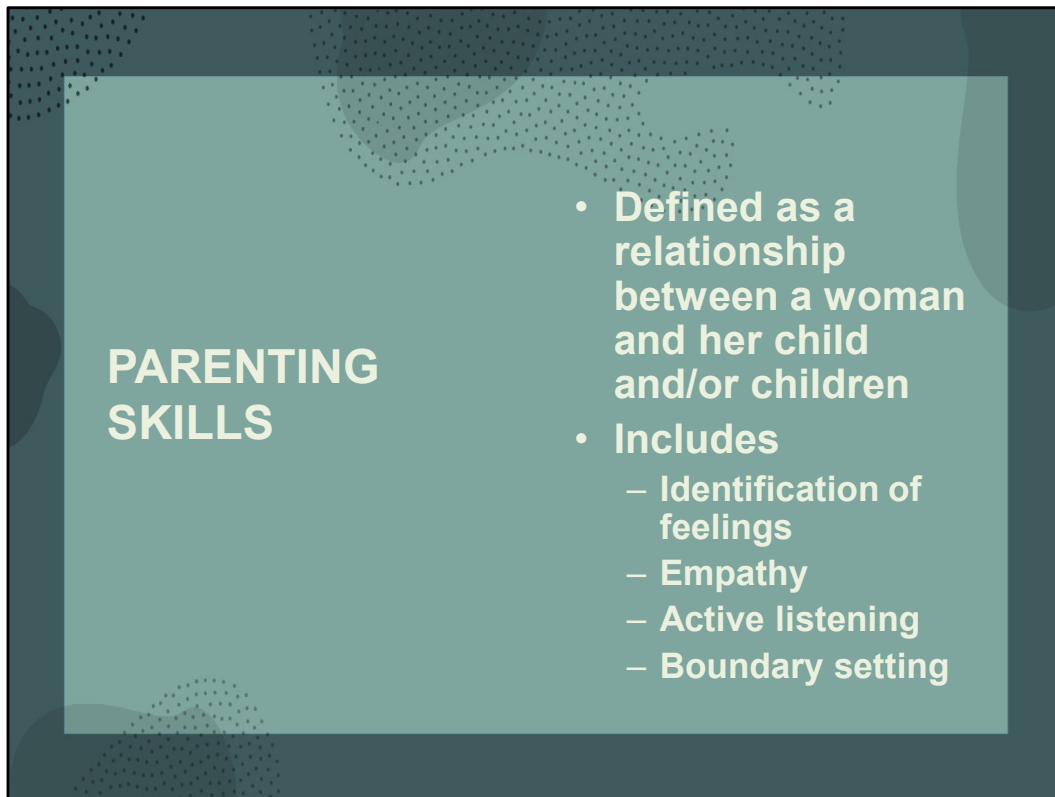 PARENTING
SKILLS
• Defined as a
relationship
between a woman
and her child
and/or children
• Includes
– Identification of
feelings
– Empathy
– Active listening
– Boundary setting